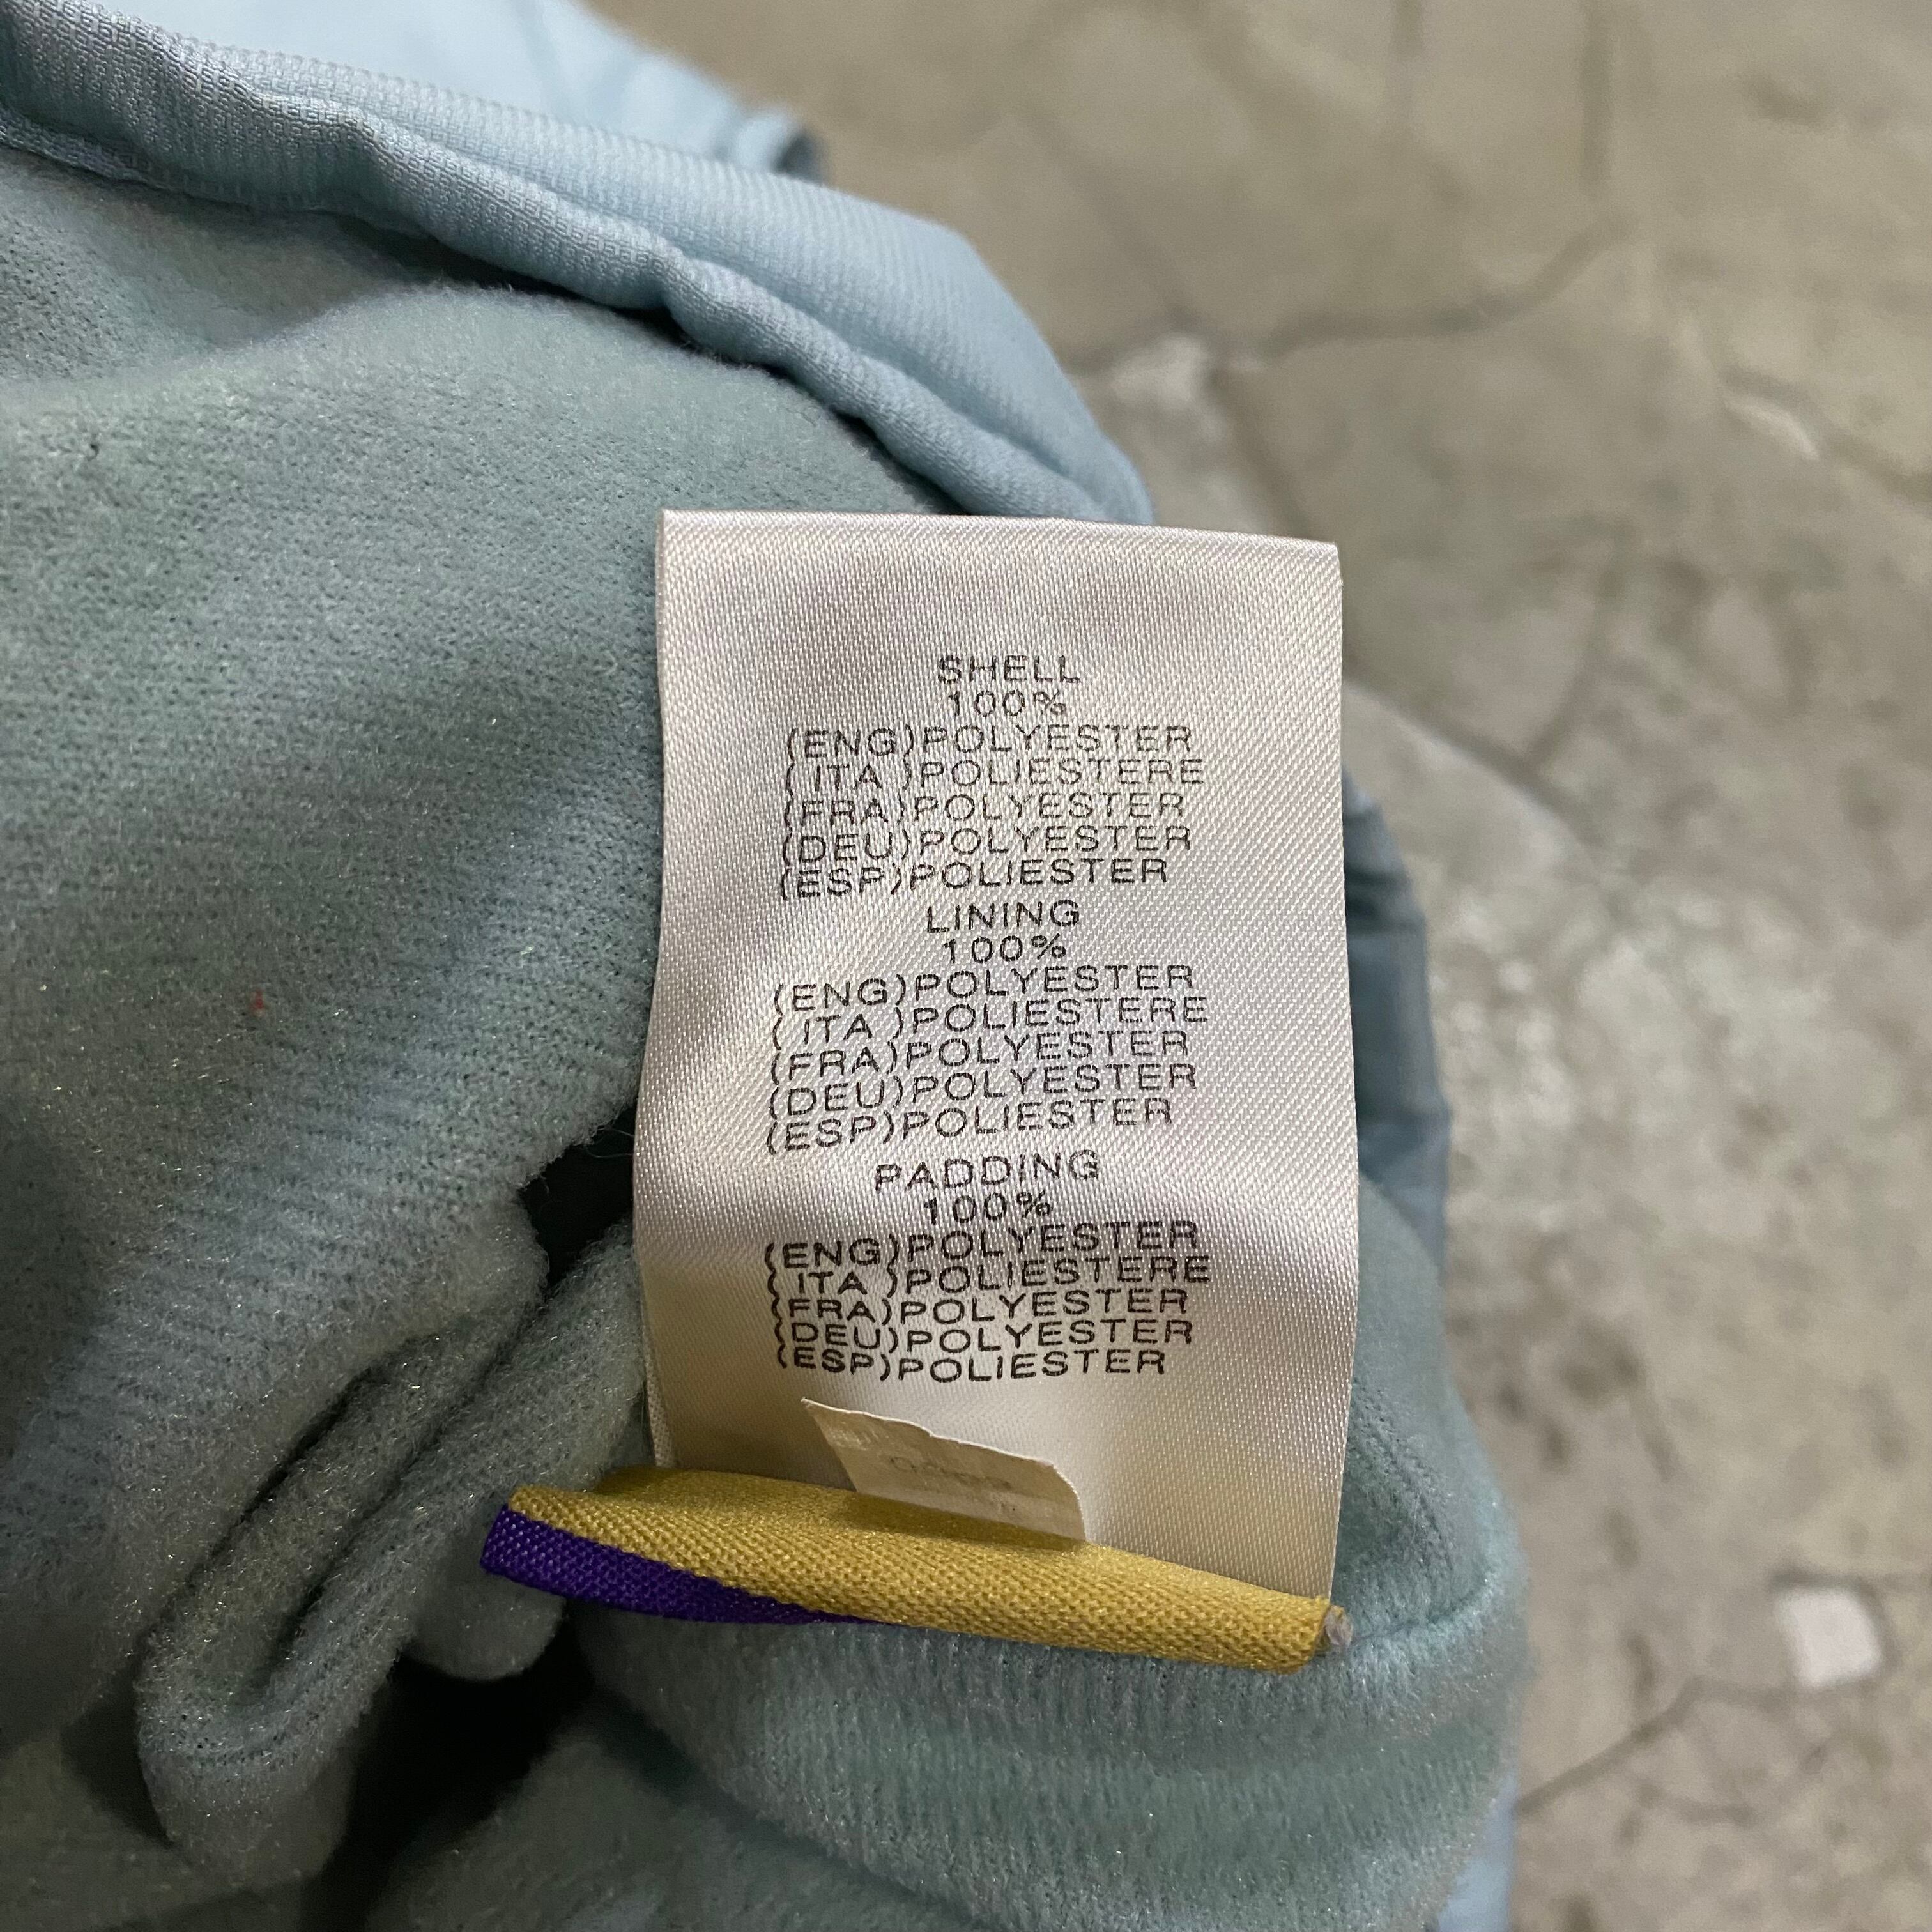 SHELL
100%
(ENG)POLYESTER
( ITA )POLIESTERE
(FRA)POLYESTER
(DEU)POLYESTER
(ESP)POLIESTER
LINING
100%
(ENG)POLYESTER
( ITA )POLIESTERE
(FRA)POLYESTER
(DEU)POLYESTER
(ESP)POLIESTER
PADDING
100%
(ENG)POLYESTER
( ITA )POLIESTERE
(FRA)POLYESTER
(DEU)POLYESTER
(ESP)POLIESTER